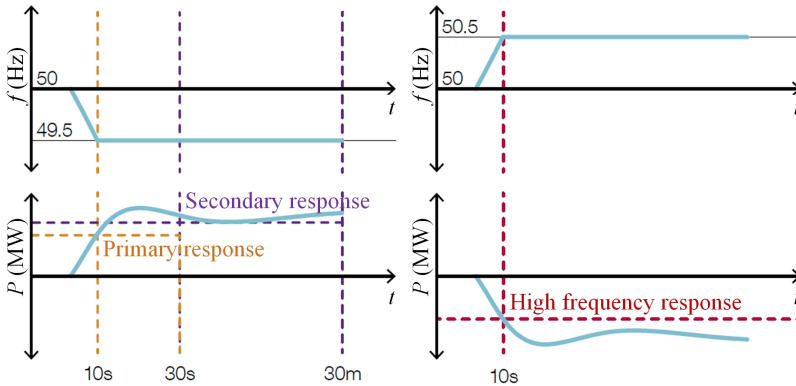 f (Hz)
50
49.5
t
P (MW)
Secondary response
Primary response
t
10s
30s
30m
f (Hz)
50.5
50
t
P (MW)
High frequency response
10s